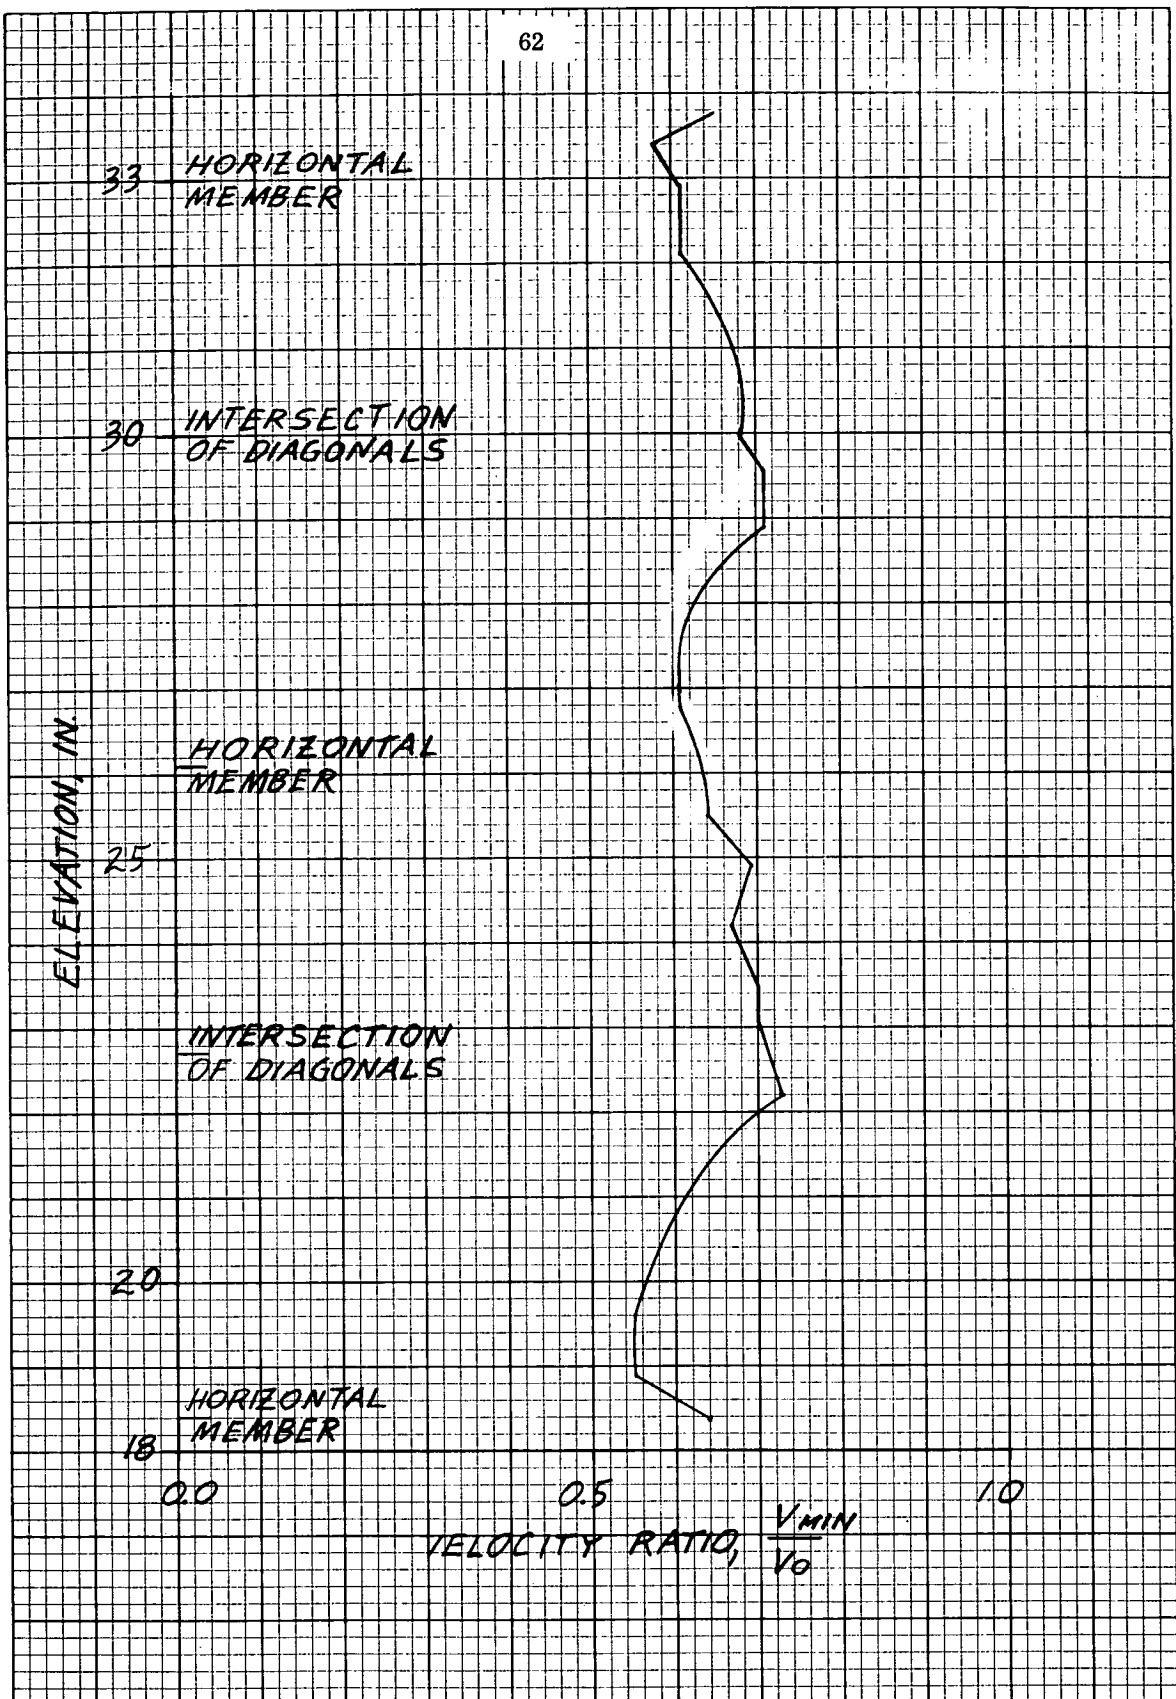 62
33
HORIZONTAL
MEMBER
30
INTERSECTION
OF DIAGONALS
HORIZONTAL
MEMBER
ELEVATION, IN.
25
INTERSECTION
OF DIAGONALS
20
HORIZONTAL
MEMBER
18
0.0
0.5
1.0
VELOCITY RATIO, VMIN
VO